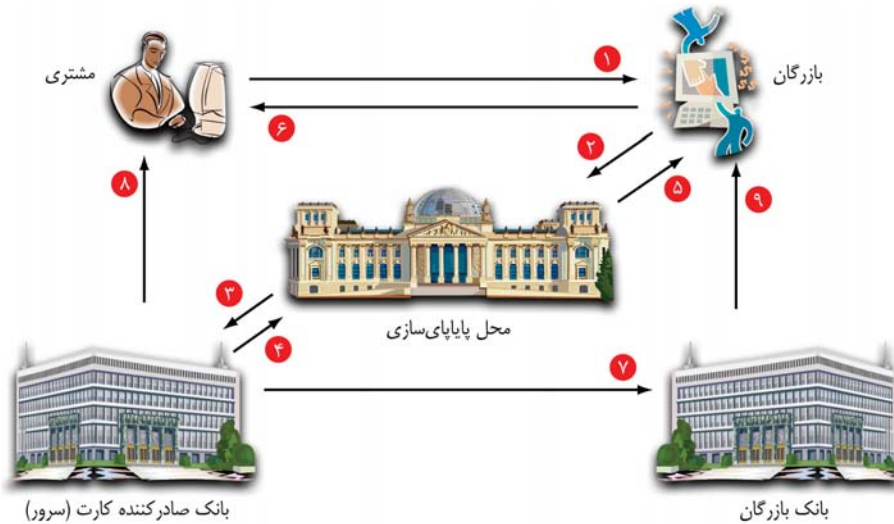 بازرگان
مشتری
۱
۶
۲
۵
۸
۹
۳
۴
محل پایاپای‌سازی
۷
بانک بازرگان
بانک صادرکننده کارت (سرور)